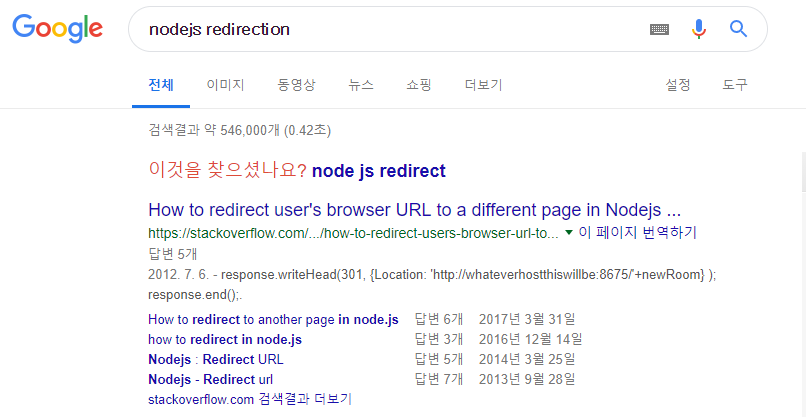 Google
nodejs redirection
전체 이미지 동영상 뉴스 쇼핑 더보기 설정 도구
검색결과 약 546,000개 (0.42초)
이것을 찾으셨나요? node js redirect
How to redirect user's browser URL to a different page in Nodejs ...
https://stackoverflow.com/.../how-to-redirect-users-browser-url-to... ▼ 이 페이지 번역하기
답변 5개
2012. 7. 6. - response.writeHead(301, {Location: 'http://whateverhostthiswillbe:8675/'+newRoom} );
response.end();.
How to redirect to another page in node.js 답변 6개 2017년 3월 31일
how to redirect in node.js 답변 3개 2016년 12월 14일
Nodejs : Redirect URL 답변 5개 2014년 3월 25일
Nodejs - Redirect url 답변 7개 2013년 9월 28일
stackoverflow.com 검색결과 더보기